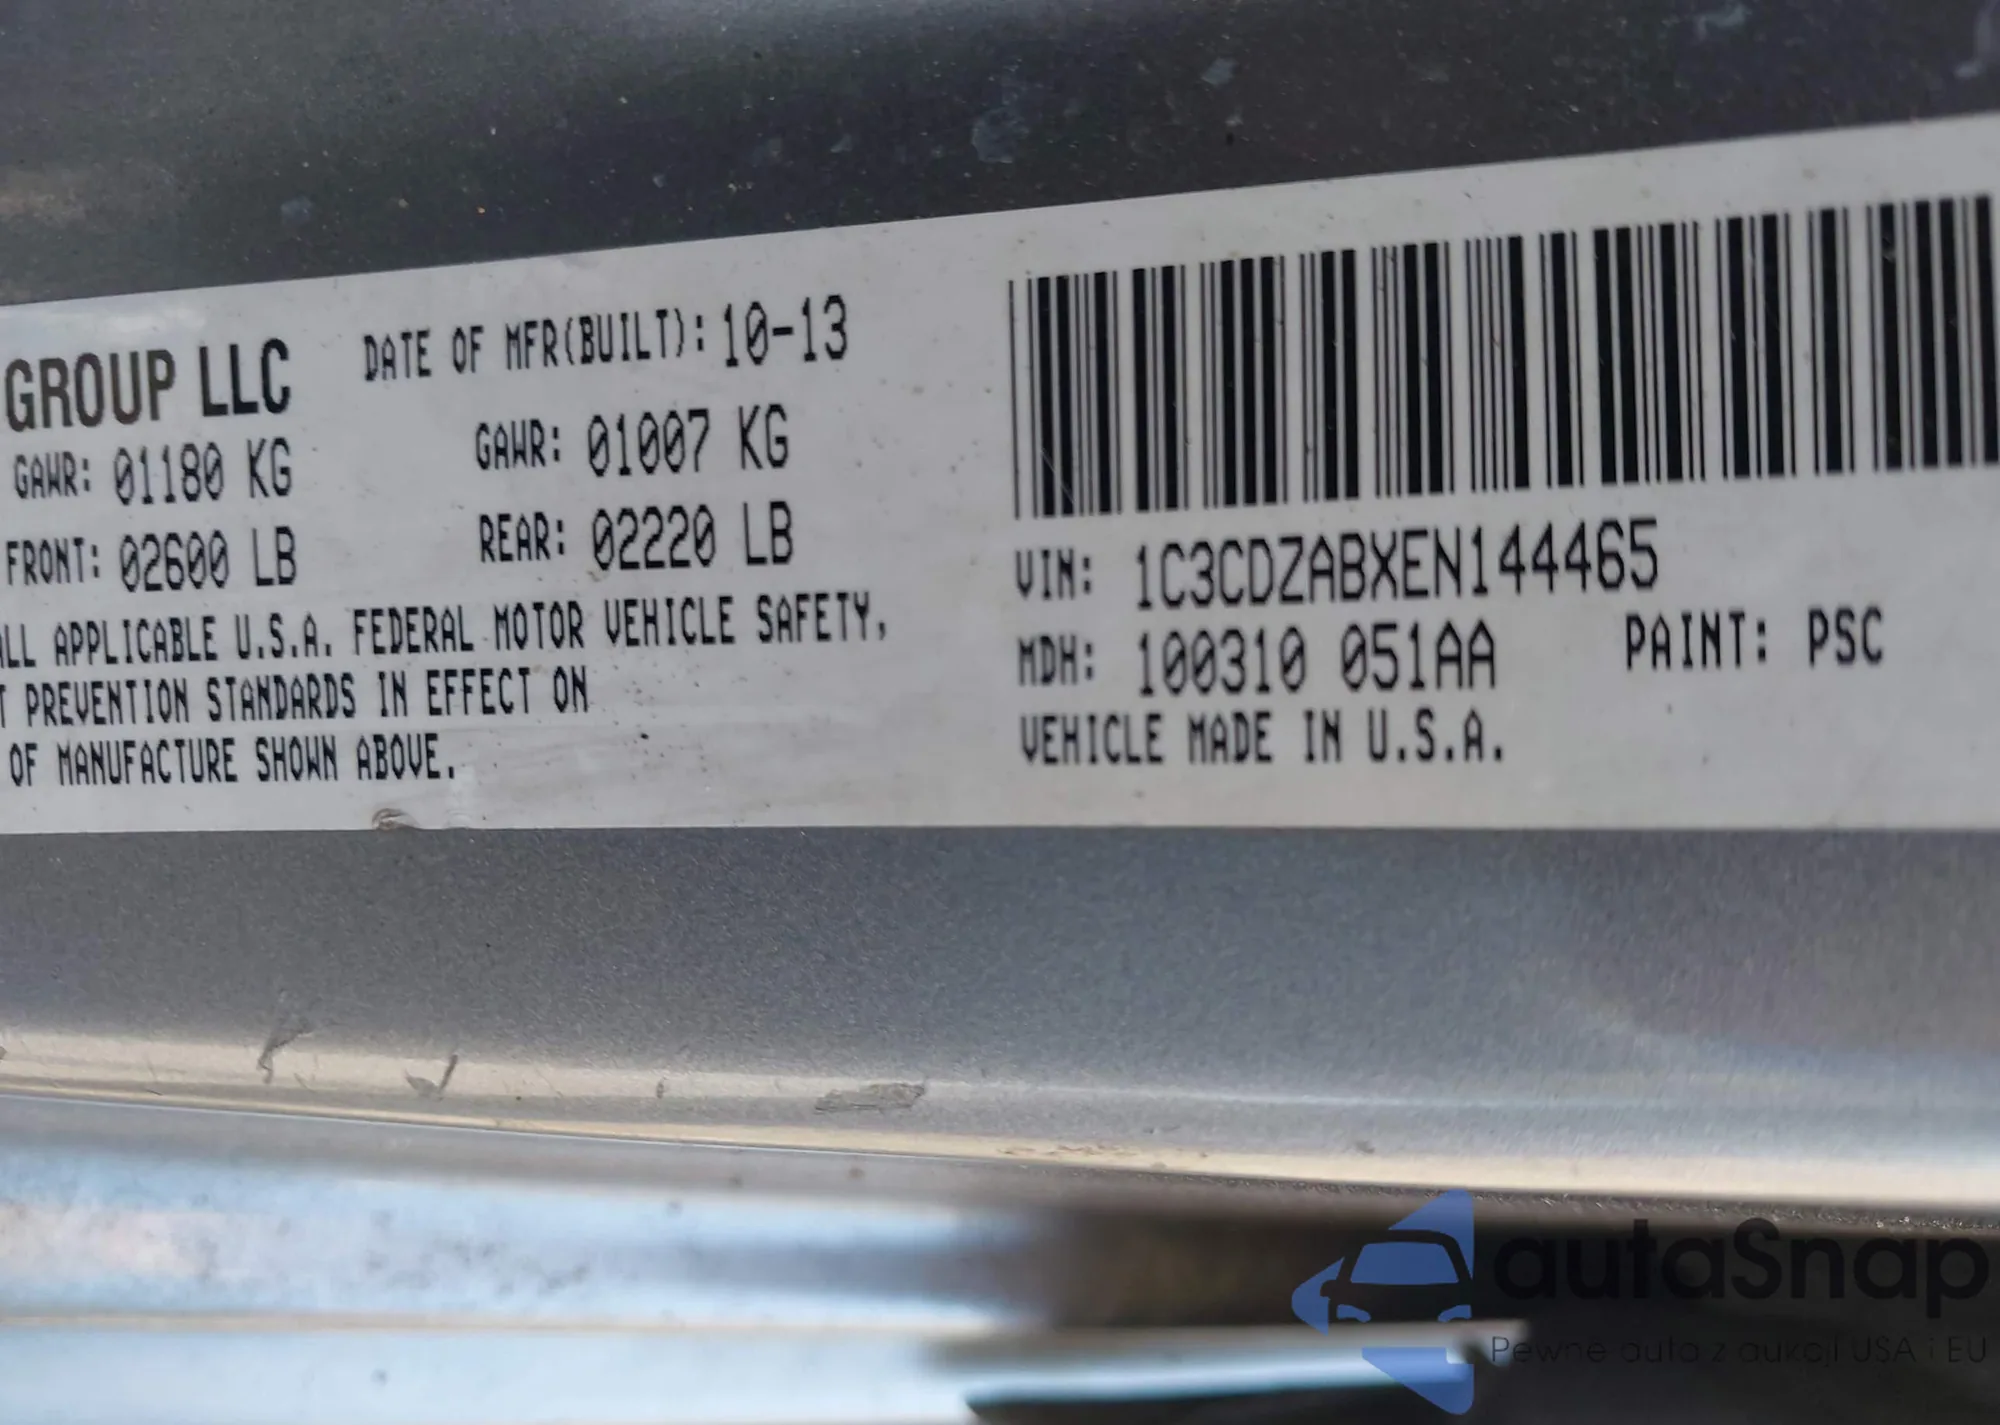 GROUP LLC
DATE OF MFR(BUILT): 10-13
GAWR: 01180 KG
GAWR: 01007 KG
FRONT: 02600 LB
REAR: 02220 LB
ALL APPLICABLE U.S.A. FEDERAL MOTOR VEHICLE SAFETY,
T PREVENTION STANDARDS IN EFFECT ON
OF MANUFACTURE SHOWN ABOVE.
VIN: 1C3CDZABXEN144465
MDH: 100310 051AA
PAINT: PSC
VEHICLE MADE IN U.S.A.
autaSnap
Pewne auta z aukcji USA i EU